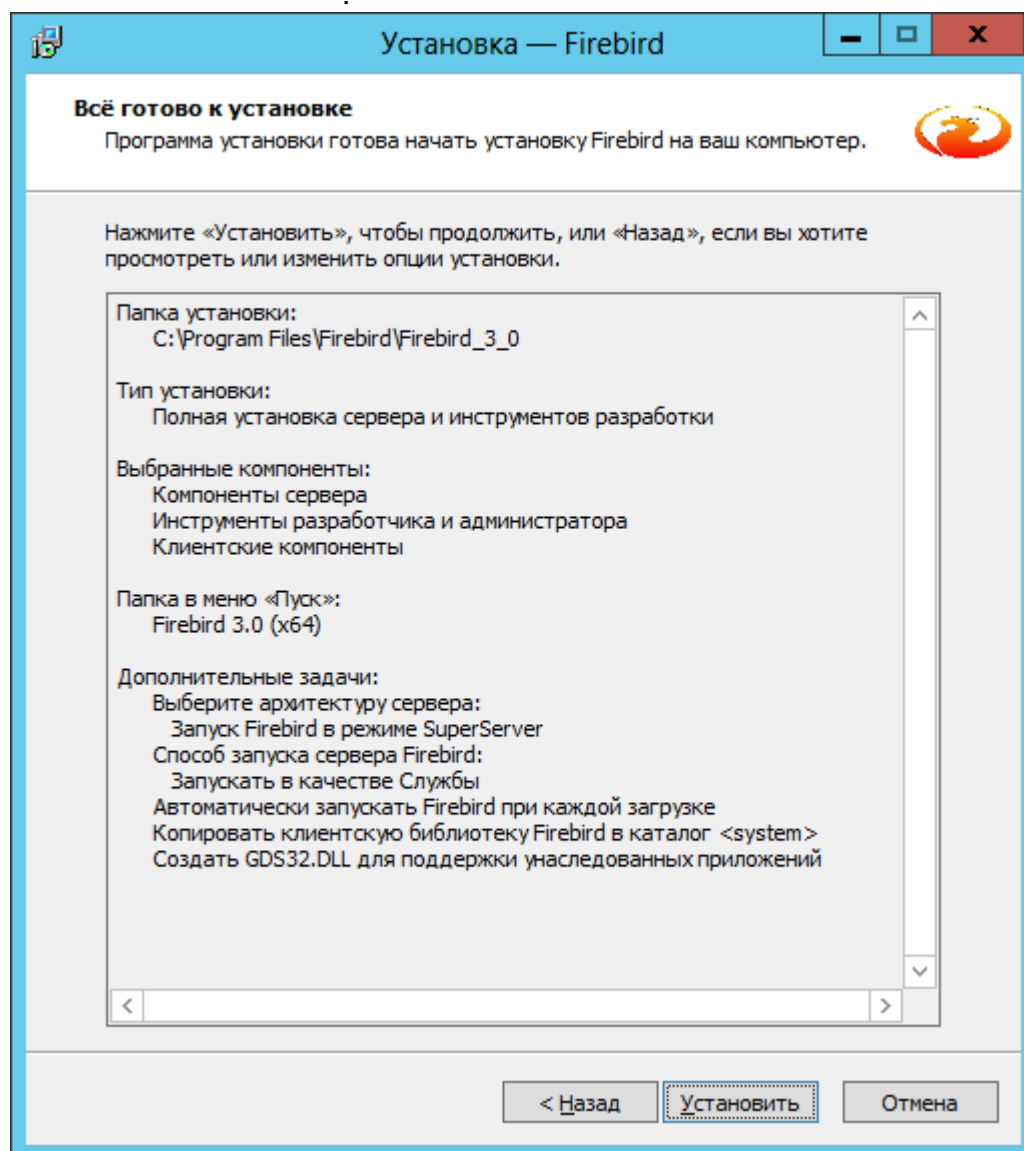 Установка — Firebird
Всё готово к установке
Программа установки готова начать установку Firebird на ваш компьютер.
Нажмите «Установить», чтобы продолжить, или «Назад», если вы хотите
просмотреть или изменить опции установки.
Папка установки:
C:\Program Files\Firebird\Firebird_3_0
Тип установки:
Полная установка сервера и инструментов разработки
Выбранные компоненты:
Компоненты сервера
Инструменты разработчика и администратора
Клиентские компоненты
Папка в меню «Пуск»:
Firebird 3.0 (x64)
Дополнительные задачи:
Выберите архитектуру сервера:
Запуск Firebird в режиме SuperServer
Способ запуска сервера Firebird:
Запускать в качестве Службы
Автоматически запускать Firebird при каждой загрузке
Копировать клиентскую библиотеку Firebird в каталог <system>
Создать GDS32.DLL для поддержки унаследованных приложений
< Назад Установить Отмена